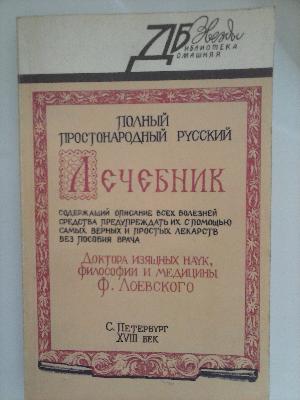 ДБ Звезды
БИБЛИОТЕКА
ДОМАШНЯЯ
ПОЛНЫЙ
ПРОСТОНАРОДНЫЙ РУССКИЙ
ЛЕЧЕБНИК
СОДЕРЖАЩИЙ ОПИСАНИЕ ВСЕХ БОЛЕЗНЕЙ
СРЕДСТВА ПРЕДУПРЕЖДАТЬ ИХ С ПОМОЩЬЮ
САМЫХ ВЕРНЫХ И ПРОСТЫХ ЛЕКАРСТВ
БЕЗ ПОСОБИЯ ВРАЧА
ДОКТОРА ИЗЯЩНЫХ НАУК,
ФИЛОСОФИИ И МЕДИЦИНЫ
Ф. ЛОЕВСКОГО
С. ПЕТЕРБУРГ
XVIII ВЕК